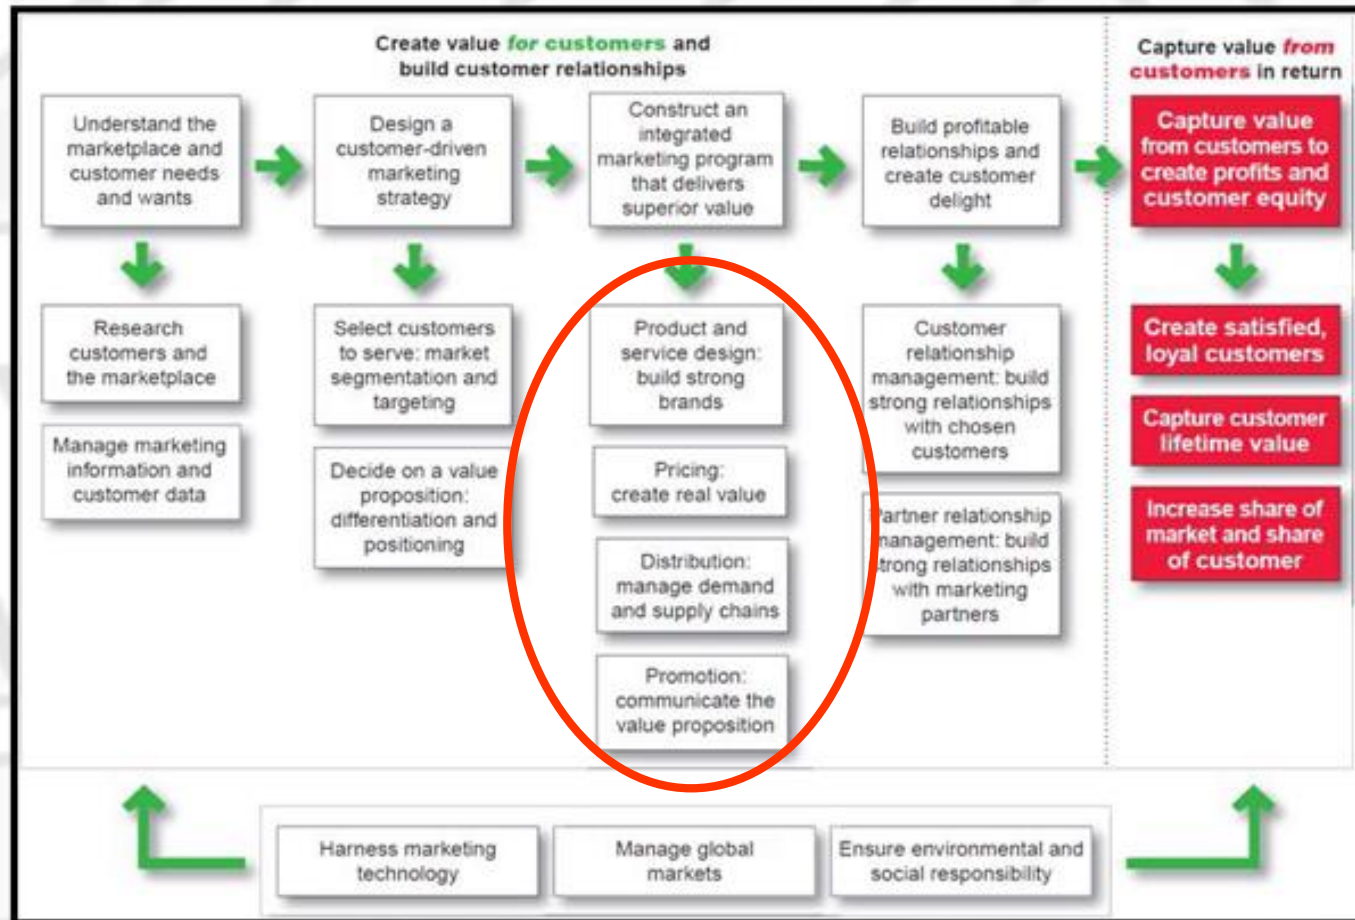 Create value for customers and
build customer relationships
Capture value from
customers in return
Understand the
marketplace and
customer needs
and wants
Design a
customer-driven
marketing
strategy
Construct an
integrated
marketing program
that delivers
superior value
Build profitable
relationships and
create customer
delight
Capture value
from customers to
create profits and
customer equity
Research
customers and
the marketplace
Manage marketing
information and
customer data
Select customers
to serve: market
segmentation and
targeting
Decide on a value
proposition:
differentiation and
positioning
Product and
service design:
build strong
brands
Pricing:
create real value
Distribution:
manage demand
and supply chains
Promotion:
communicate the
value proposition
Customer
relationship
management: build
strong relationships
with chosen
customers
Partner relationship
management: build
strong relationships
with marketing
partners
Create satisfied,
loyal customers
Capture customer
lifetime value
Increase share of
market and share
of customer
Harness marketing
technology
Manage global
markets
Ensure environmental and
social responsibility